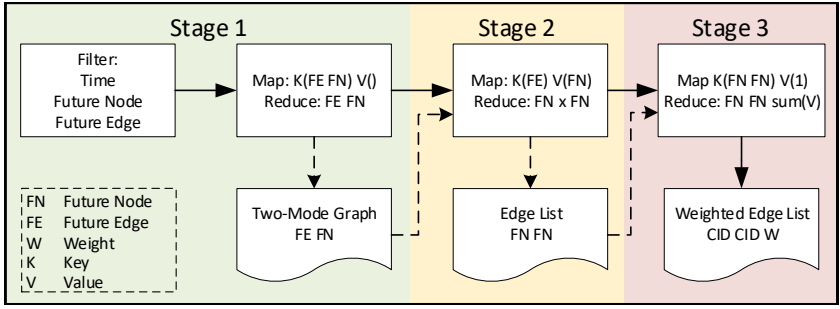 Stage 1
Stage 2
Stage 3
Filter:
Time
Future Node
Future Edge
Map: K(FE FN) V()
Reduce: FE FN
Map: K(FE) V(FN)
Reduce: FN x FN
Map K(FN FN) V(1)
Reduce: FN FN sum(V)
Two-Mode Graph
FE FN
Edge List
FN FN
Weighted Edge List
CID CID W
FN Future Node
FE Future Edge
W Weight
K Key
V Value